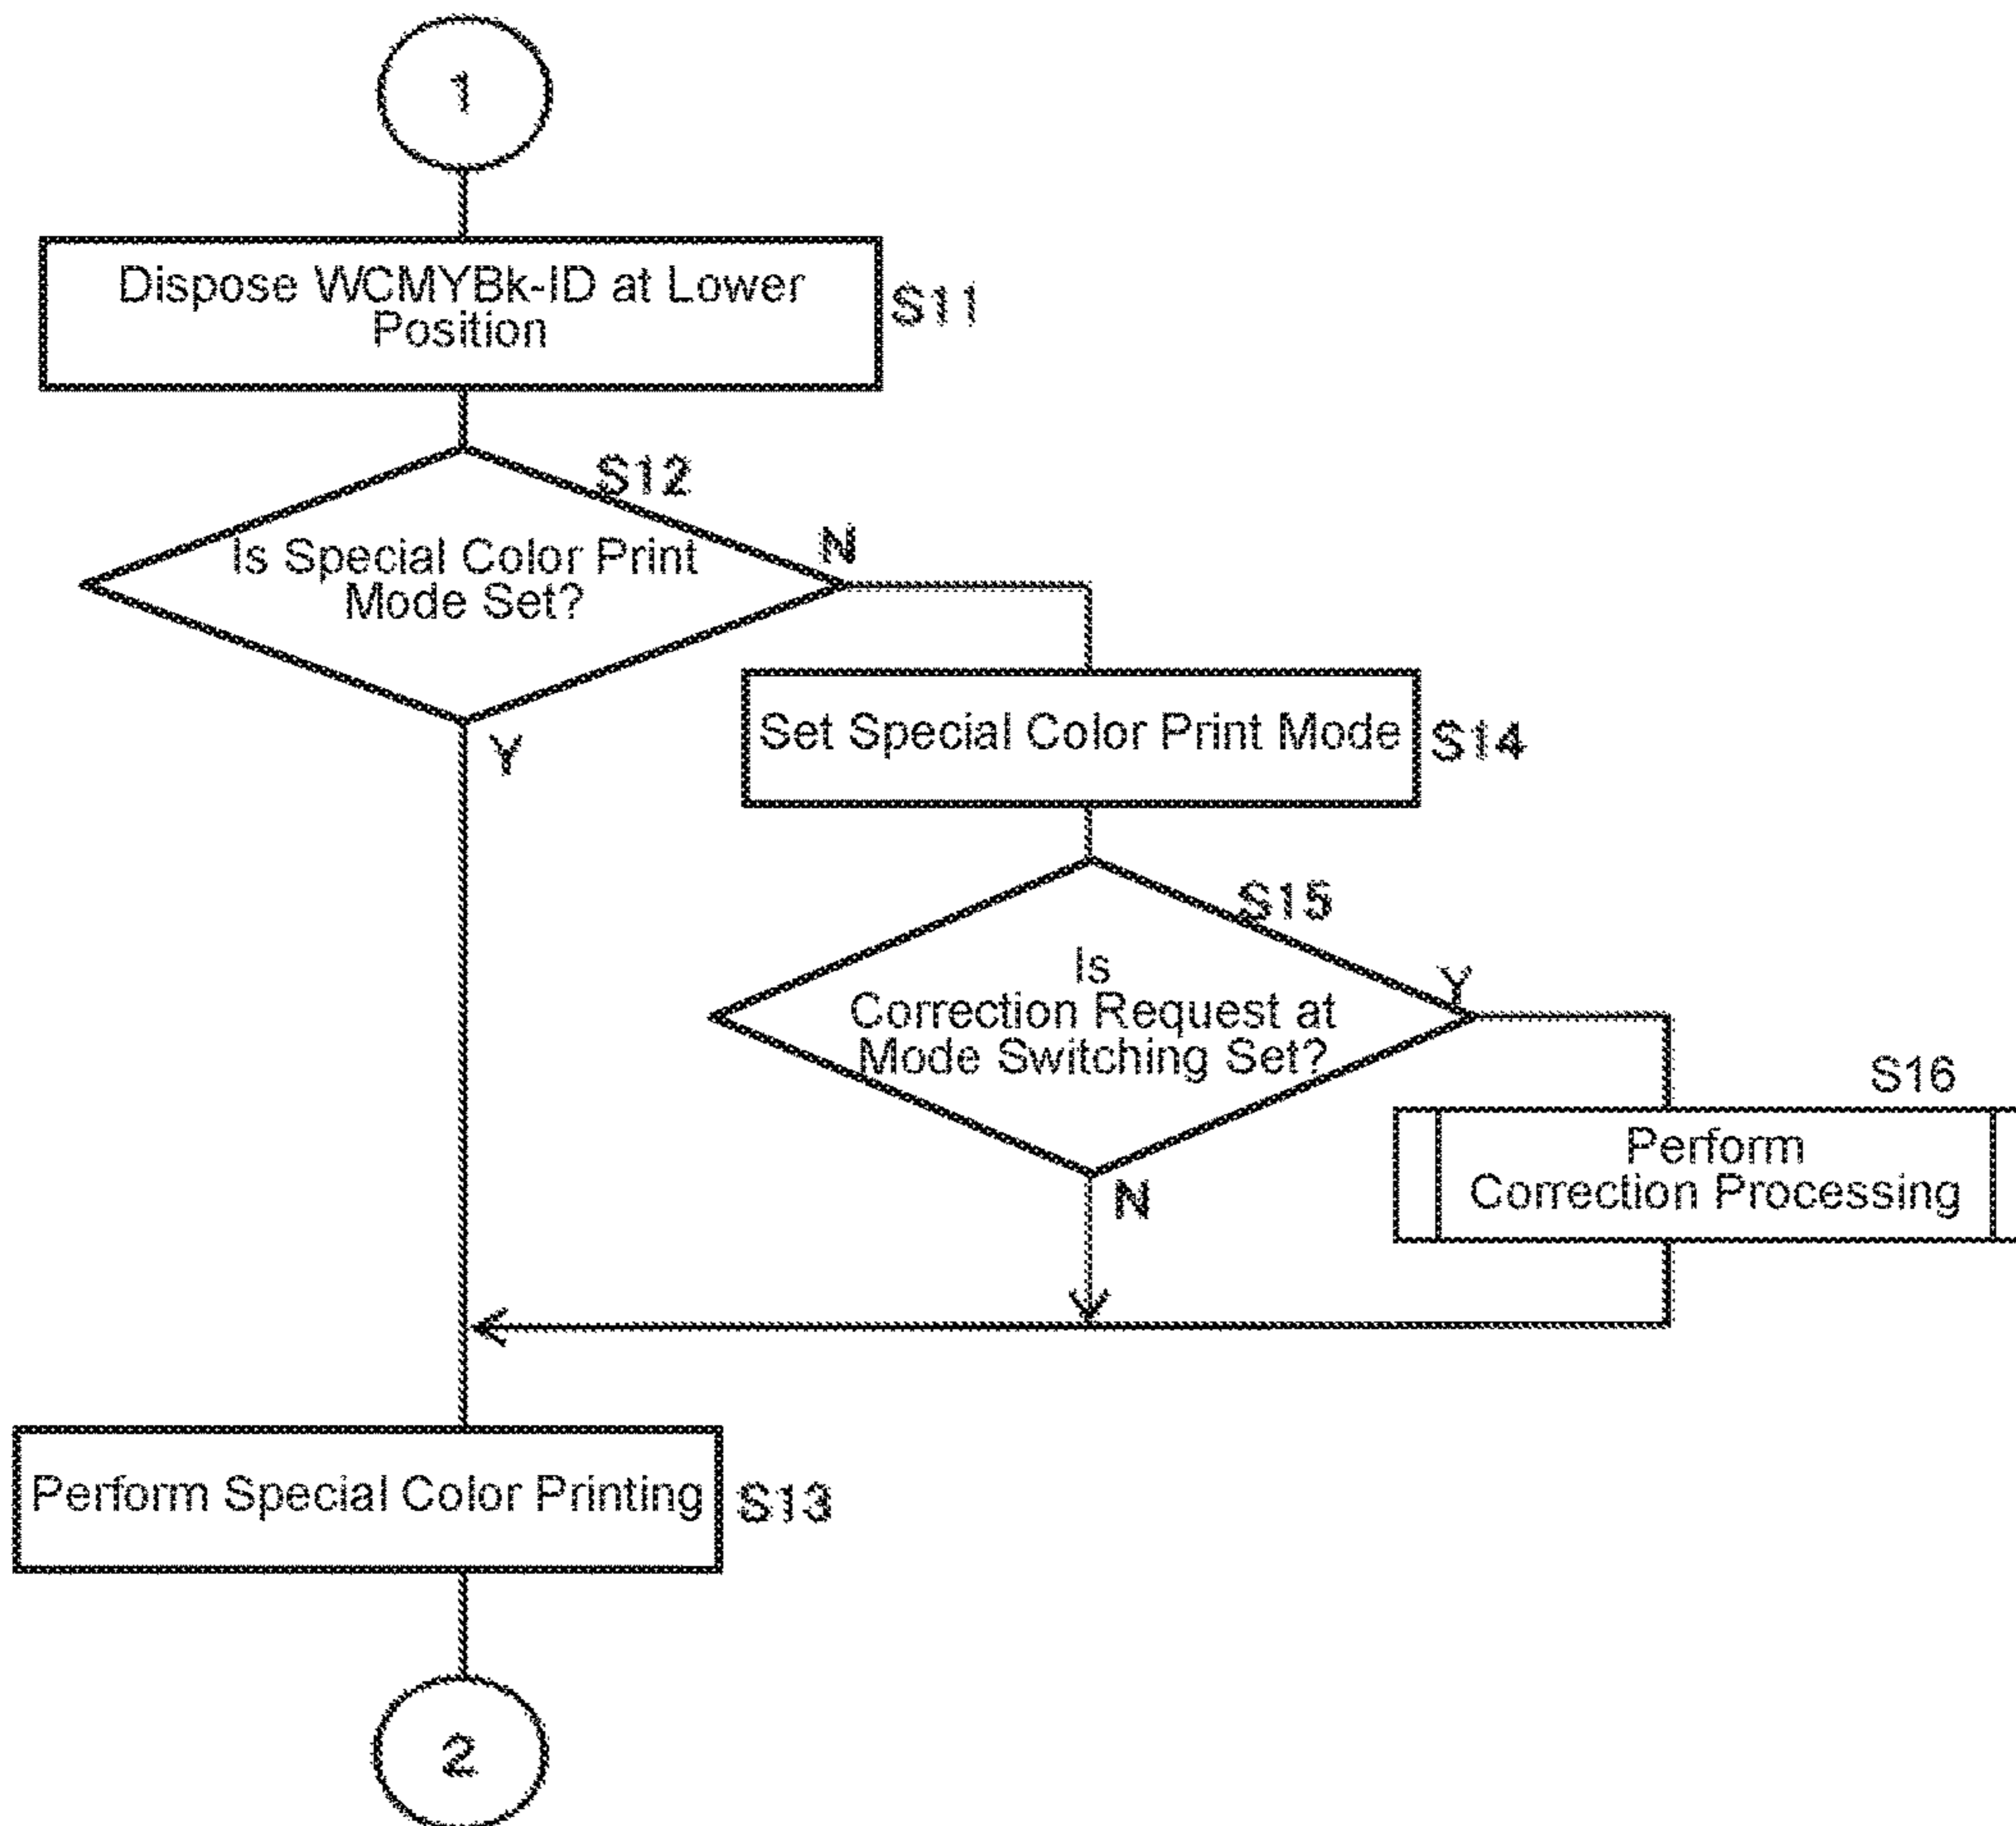 1
Dispose WCMYBk-ID at Lower
Position
S11
S12
Is Special Color Print
Mode Set?
N
Y
Set Special Color Print Mode
S14
S15
Is
Correction Request at
Mode Switching Set?
Y
N
S16
Perform
Correction Processing
Perform Special Color Printing
S13
2